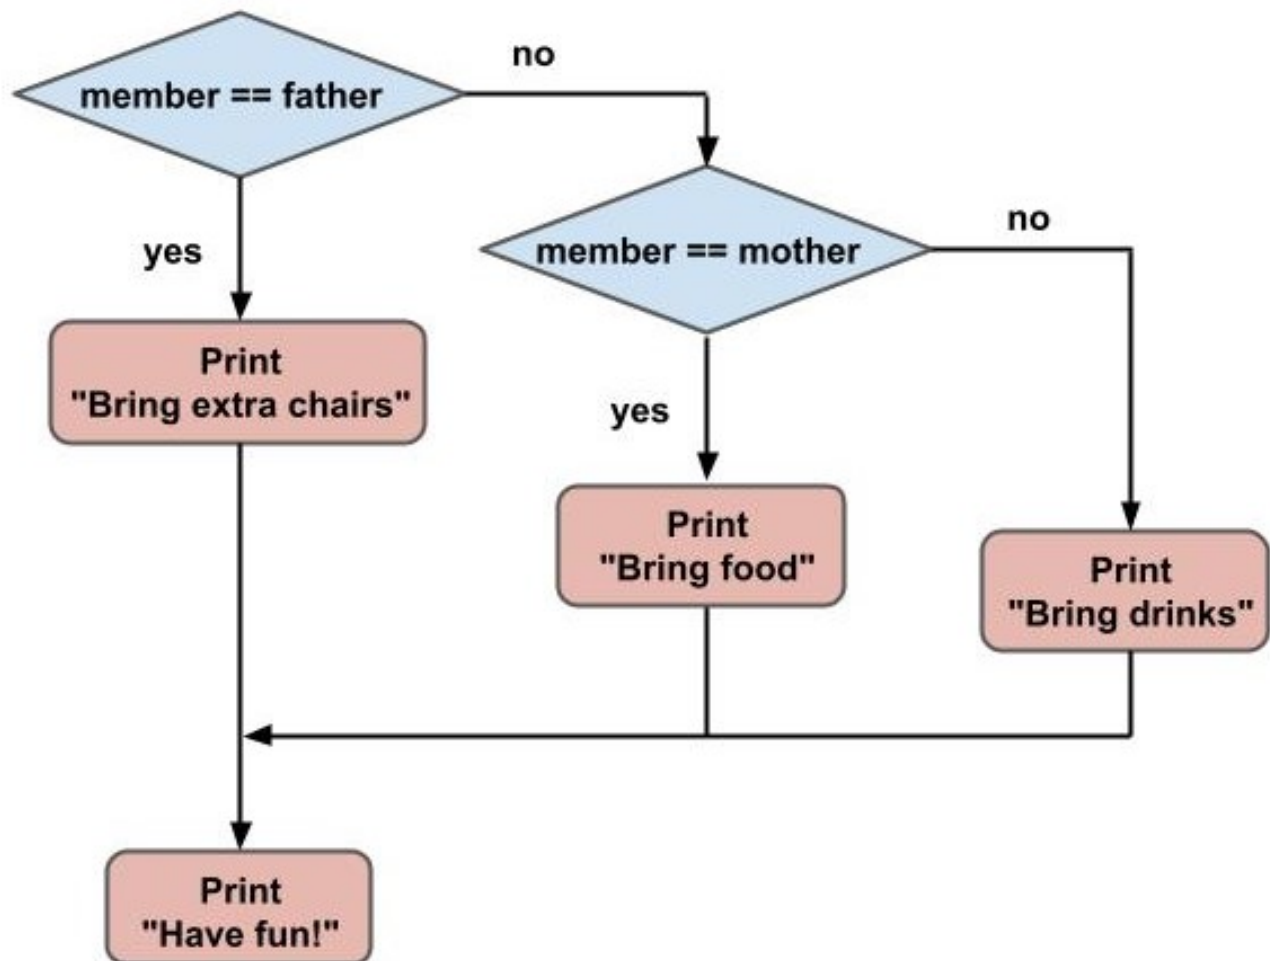 member == father
no
yes
member == mother
no
Print
"Bring extra chairs"
yes
Print
"Bring food"
Print
"Bring drinks"
Print
"Have fun!"